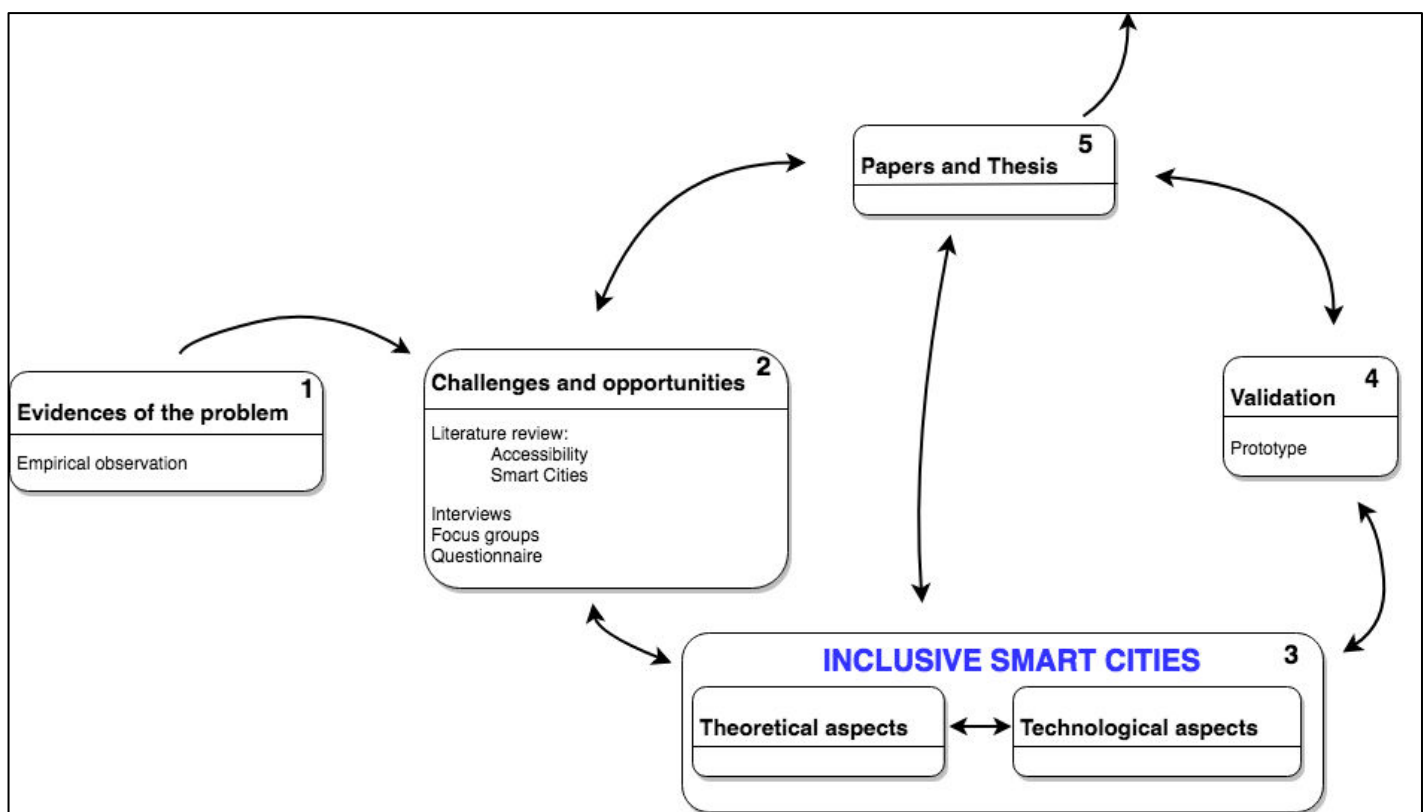 1
Evidences of the problem
Empirical observation
2
Challenges and opportunities
Literature review:
Accessibility
Smart Cities
Interviews
Focus groups
Questionnaire
INCLUSIVE SMART CITIES 3
Theoretical aspects
Technological aspects
4
Validation
Prototype
5
Papers and Thesis